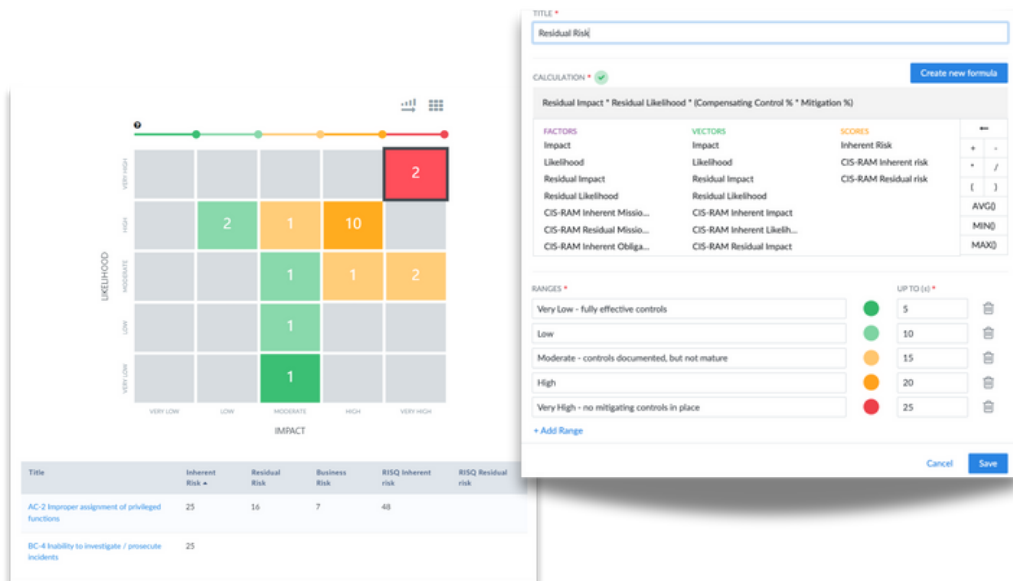 TITLE *
Residual Risk
CALCULATION *
Create new formula
Residual Impact * Residual Likelihood * (Compensating Control % * Mitigation %)
FACTORS
Impact
Likelihood
Residual Impact
Residual Likelihood
CIS-RAM Inherent Missio...
CIS-RAM Residual Missio...
CIS-RAM Inherent Obliga...
VECTORS
Impact
Likelihood
Residual Impact
Residual Likelihood
CIS-RAM Inherent Impact
CIS-RAM Inherent Likelih...
CIS-RAM Residual Impact
SCORES
Inherent Risk
CIS-RAM Inherent risk
CIS-RAM Residual risk
←
+ -
* /
( )
AVG()
MIN()
MAX()
RANGES *
UP TO (≤) *
Very Low - fully effective controls 5
Low 10
Moderate - controls documented, but not mature 15
High 20
Very High - no mitigating controls in place 25
+ Add Range
Cancel Save
?
LIKELIHOOD
VERY HIGH 2
HIGH 2 1 10
MODERATE 1 1 2
LOW 1
VERY LOW 1
VERY LOW LOW MODERATE HIGH VERY HIGH
IMPACT
Title
Inherent Risk
Residual Risk
Business Risk
RISQ Inherent risk
RISQ Residual risk
AC-2 Improper assignment of privileged
functions
25 16 7 48
BC-4 Inability to investigate / prosecute
incidents
25